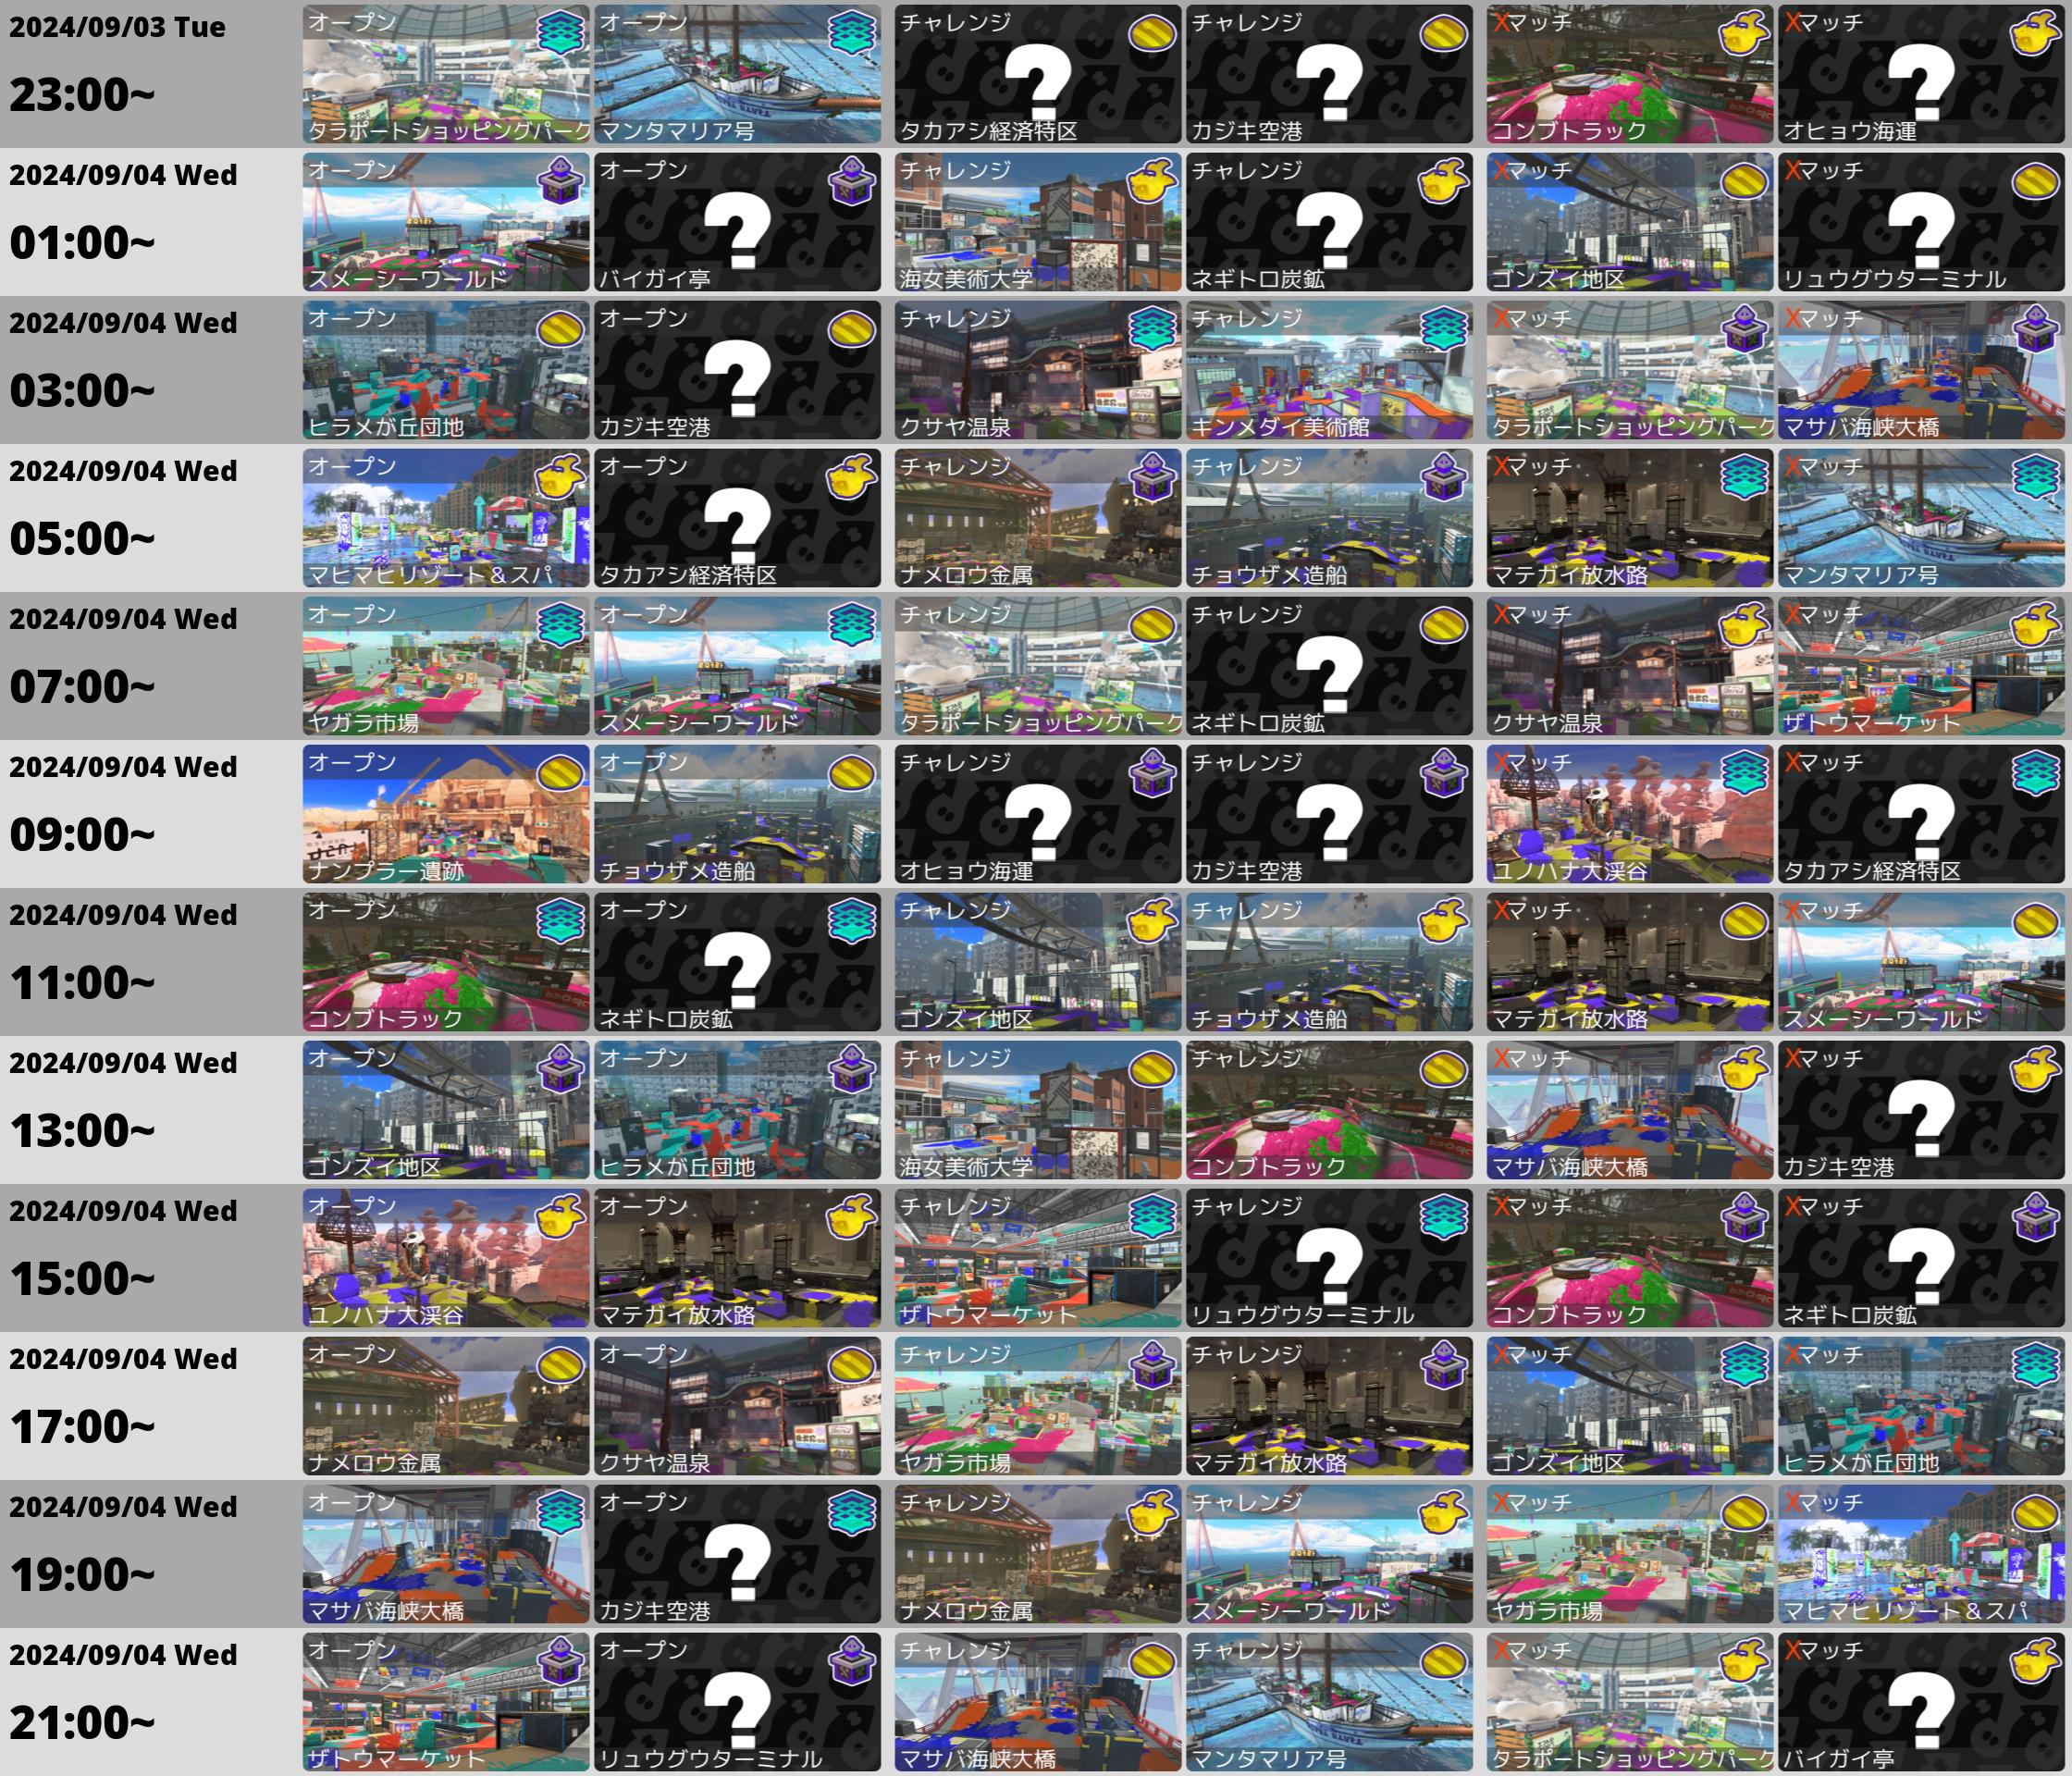 2024/09/03 Tue
23:00~
オープン
タラポートショッピングパーク
オープン
マンタマリア号
チャレンジ
タカアシ経済特区
チャレンジ
カジキ空港
Xマッチ
コンブトラック
Xマッチ
オヒョウ海運
2024/09/04 Wed
01:00~
オープン
スメーシーワールド
オープン
バイガイ亭
チャレンジ
海女美術大学
チャレンジ
ネギトロ炭鉱
Xマッチ
ゴンズイ地区
Xマッチ
リュウグウターミナル
2024/09/04 Wed
03:00~
オープン
ヒラメが丘団地
オープン
カジキ空港
チャレンジ
クサヤ温泉
チャレンジ
キンメダイ美術館
Xマッチ
タラポートショッピングパーク
Xマッチ
マサバ海峡大橋
2024/09/04 Wed
05:00~
オープン
マヒマヒリゾート＆スパ
オープン
タカアシ経済特区
チャレンジ
ナメロウ金属
チャレンジ
チョウザメ造船
Xマッチ
マテガイ放水路
Xマッチ
マンタマリア号
2024/09/04 Wed
07:00~
オープン
ヤガラ市場
オープン
スメーシーワールド
チャレンジ
タラポートショッピングパーク
チャレンジ
ネギトロ炭鉱
Xマッチ
クサヤ温泉
Xマッチ
ザトウマーケット
2024/09/04 Wed
09:00~
オープン
ナンプラー遺跡
オープン
チョウザメ造船
チャレンジ
オヒョウ海運
チャレンジ
カジキ空港
Xマッチ
ユノハナ大渓谷
Xマッチ
タカアシ経済特区
2024/09/04 Wed
11:00~
オープン
コンブトラック
オープン
ネギトロ炭鉱
チャレンジ
ゴンズイ地区
チャレンジ
チョウザメ造船
Xマッチ
マテガイ放水路
Xマッチ
スメーシーワールド
2024/09/04 Wed
13:00~
オープン
ゴンズイ地区
オープン
ヒラメが丘団地
チャレンジ
海女美術大学
チャレンジ
コンブトラック
Xマッチ
マサバ海峡大橋
Xマッチ
カジキ空港
2024/09/04 Wed
15:00~
オープン
ユノハナ大渓谷
オープン
マテガイ放水路
チャレンジ
ザトウマーケット
チャレンジ
リュウグウターミナル
Xマッチ
コンブトラック
Xマッチ
ネギトロ炭鉱
2024/09/04 Wed
17:00~
オープン
ナメロウ金属
オープン
クサヤ温泉
チャレンジ
ヤガラ市場
チャレンジ
マテガイ放水路
Xマッチ
ゴンズイ地区
Xマッチ
ヒラメが丘団地
2024/09/04 Wed
19:00~
オープン
マサバ海峡大橋
オープン
カジキ空港
チャレンジ
ナメロウ金属
チャレンジ
スメーシーワールド
Xマッチ
ヤガラ市場
Xマッチ
マヒマヒリゾート＆スパ
2024/09/04 Wed
21:00~
オープン
ザトウマーケット
オープン
リュウグウターミナル
チャレンジ
マサバ海峡大橋
チャレンジ
マンタマリア号
Xマッチ
タラポートショッピングパーク
Xマッチ
バイガイ亭